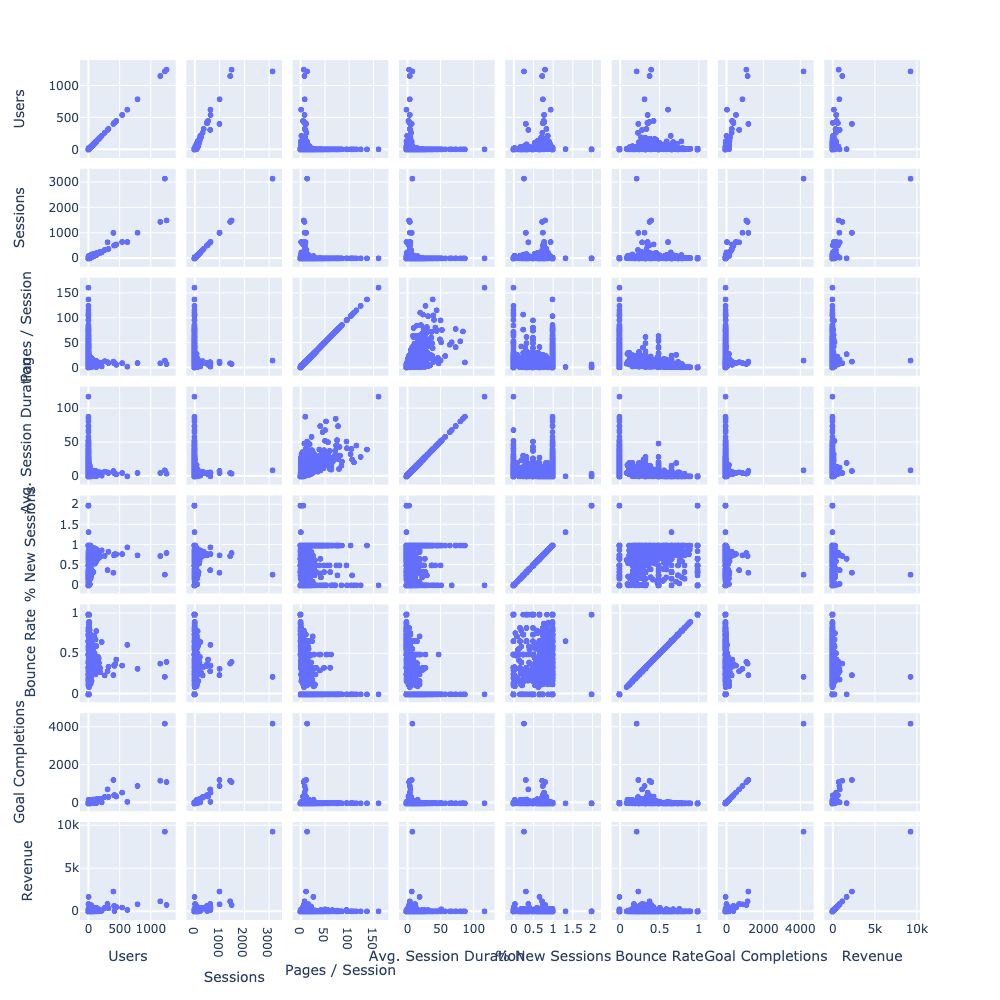 Users
1000
500
0
Sessions
3000
2000
1000
0
Pages / Session
150
100
50
0
Avg. Session Duration
100
50
0
% New Sessions
2
1.5
1
0.5
0
Bounce Rate
1
0.5
0
Goal Completions
4000
2000
0
Revenue
10k
5k
0
0 500 1000
0 1000 2000 3000
0 50 100 150
0 50 100
0 0.5 1 1.5 2
0 0.5 1
0 2000 4000
0 5k 10k
Users
Sessions
Pages / Session
Avg. Session Duration
% New Sessions
Bounce Rate
Goal Completions
Revenue